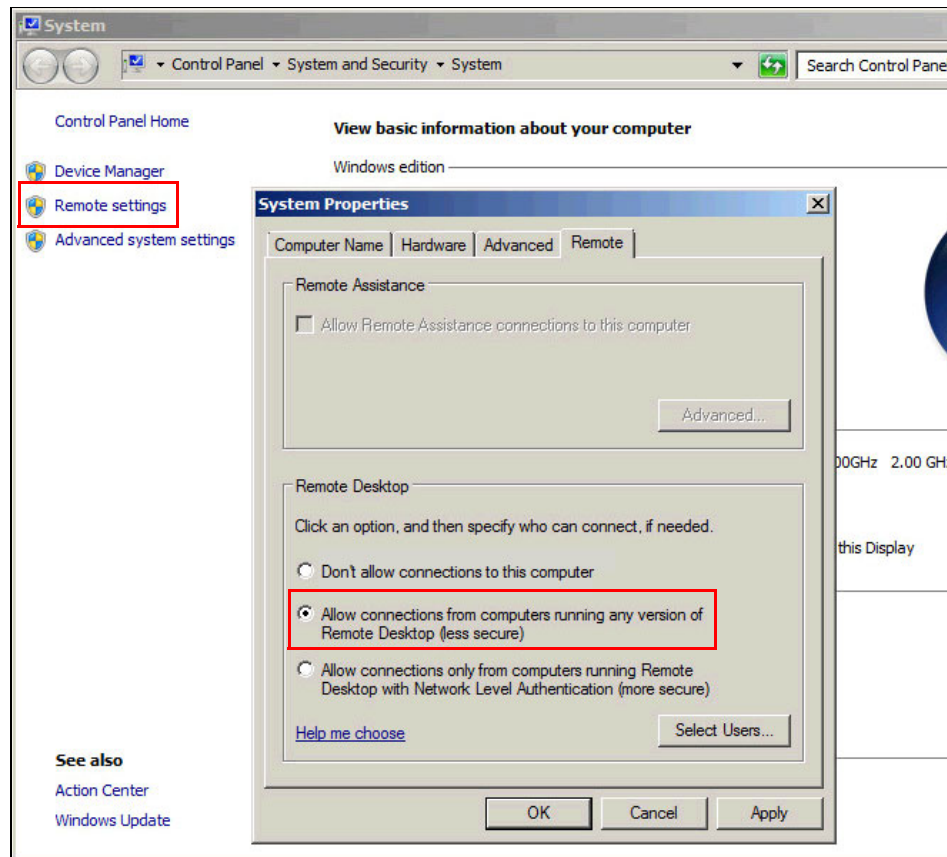 System
Control Panel System and Security System
Search Control Pane
Control Panel Home
Device Manager
Remote settings
Advanced system settings
View basic information about your computer
Windows edition
System Properties
Computer Name Hardware Advanced Remote
Remote Assistance
Allow Remote Assistance connections to this computer
Advanced...
Remote Desktop
Click an option, and then specify who can connect, if needed.
Don't allow connections to this computer
Allow connections from computers running any version of
Remote Desktop (less secure)
Allow connections only from computers running Remote
Desktop with Network Level Authentication (more secure)
Help me choose
Select Users...
OK Cancel Apply
00GHz 2.00 GH
this Display
See also
Action Center
Windows Update